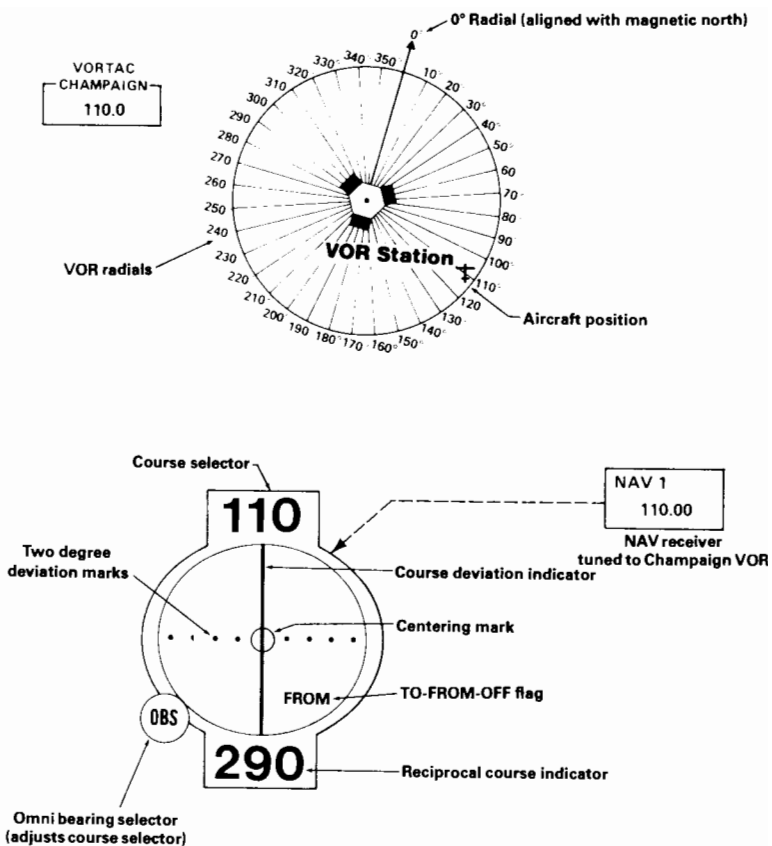 0° Radial (aligned with magnetic north)
VORTAC
CHAMPAIGN
110.0
0°
10°
20°
30°
40°
50°
60
70°
80°
90
100°
110°
120
130°
140°
150°
160°
170
180°
190
200°
210
220
230
240
250
260
270
280
290
300
310
320
330
340
350
VOR Station
VOR radials
Aircraft position
Course selector
110
NAV 1
110.00
NAV receiver
tuned to Champaign VOR
Two degree
deviation marks
Course deviation indicator
Centering mark
FROM
TO-FROM-OFF flag
OBS
290
Reciprocal course indicator
Omni bearing selector
(adjusts course selector)